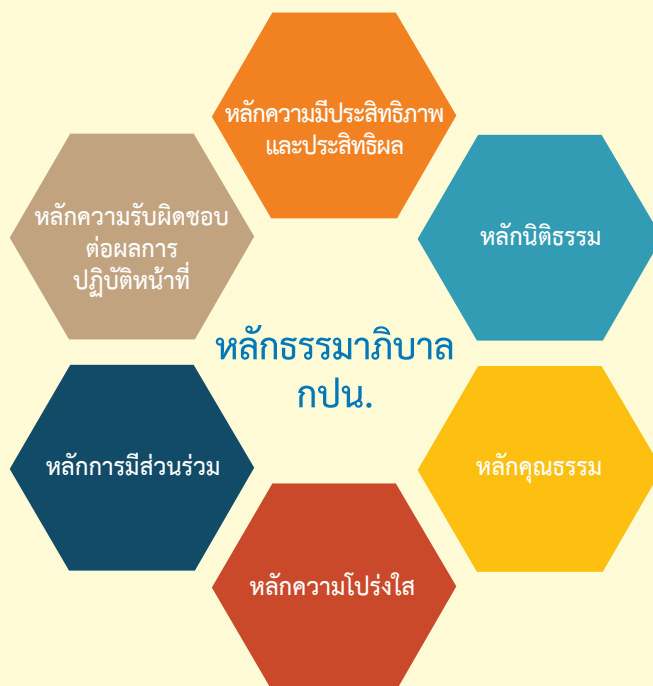 หลักความมีประสิทธิภาพ
และประสิทธิผล
หลักความรับผิดชอบ
ต่อผลการ
ปฏิบัติหน้าที่
หลักนิติธรรม
หลักธรรมาภิบาล
กปน.
หลักการมีส่วนร่วม
หลักคุณธรรม
หลักความโปร่งใส